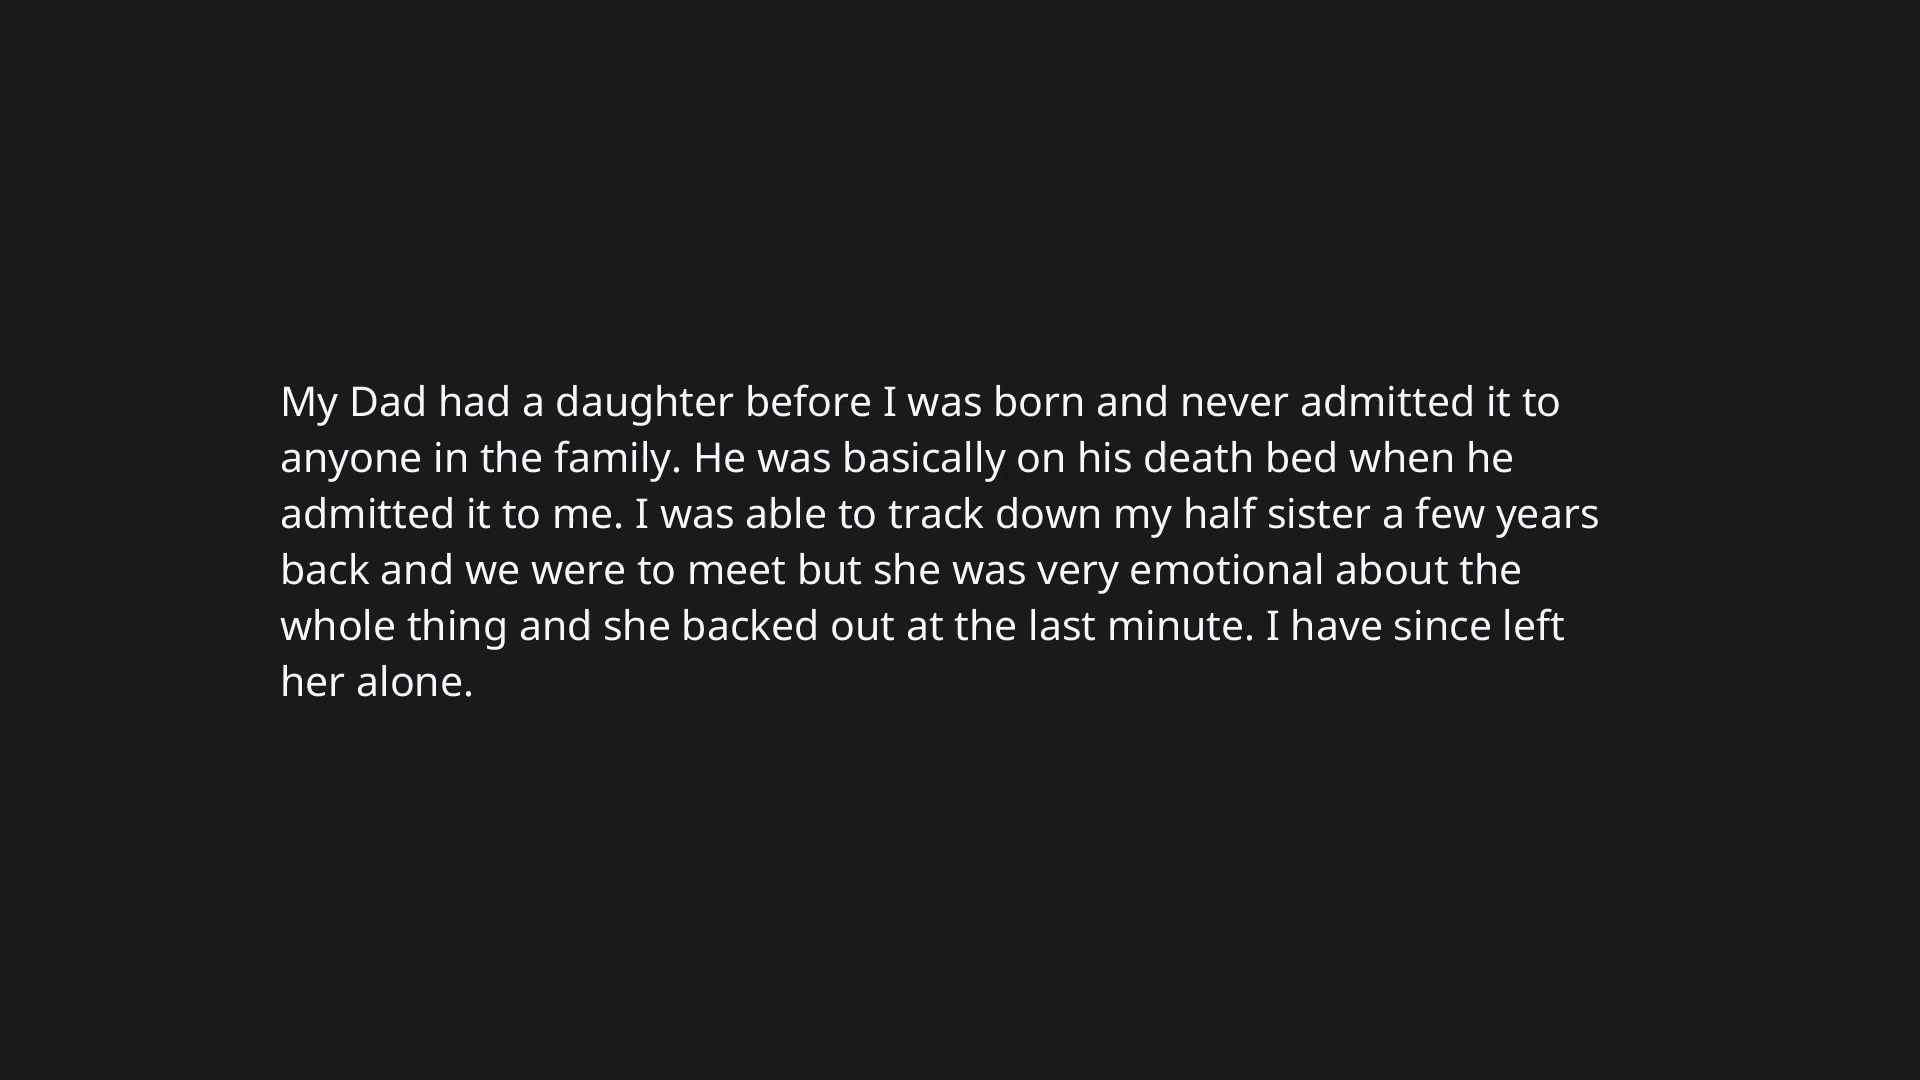 My Dad had a daughter before I was born and never admitted it to
anyone in the family. He was basically on his death bed when he
admitted it to me. I was able to track down my half sister a few years
back and we were to meet but she was very emotional about the
whole thing and she backed out at the last minute. I have since left
her alone.